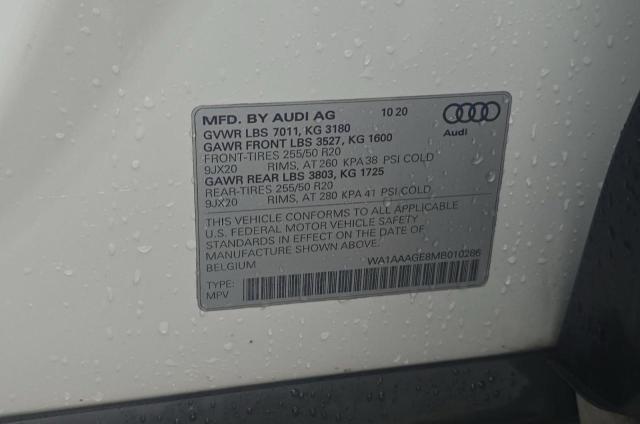 MFD. BY AUDI AG 10 20
Audi
GVWR LBS 7011, KG 3180
GAWR FRONT LBS 3527, KG 1600
FRONT-TIRES 255/50 R20
9JX20 RIMS, AT 260 KPA 38 PSI COLD
GAWR REAR LBS 3803, KG 1725
REAR-TIRES 255/50 R20
9JX20 RIMS, AT 280 KPA 41 PSI COLD
THIS VEHICLE CONFORMS TO ALL APPLICABLE
U.S. FEDERAL MOTOR VEHICLE SAFETY
STANDARDS IN EFFECT ON THE DATE OF
MANUFACTURE SHOWN ABOVE.
BELGIUM WA1AAAGE8MB010286
TYPE:
MPV